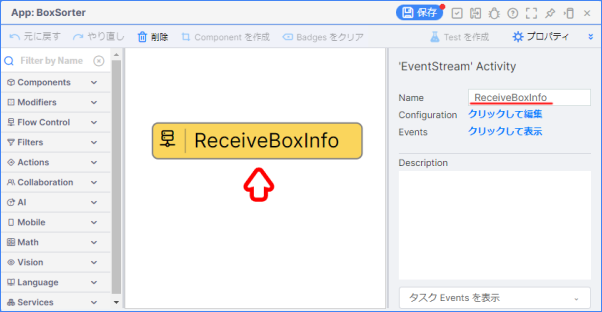 App: BoxSorter
保存
元に戻す
やり直し
削除
Component を作成
Badges をクリア
Test を作成
プロパティ
Filter by Name
Components
Modifiers
Flow Control
Filters
Actions
Collaboration
AI
Mobile
Math
Vision
Language
Services
ReceiveBoxInfo
'EventStream' Activity
Name
ReceiveBoxInfo
Configuration
クリックして編集
Events
クリックして表示
Description
タスク Events を表示